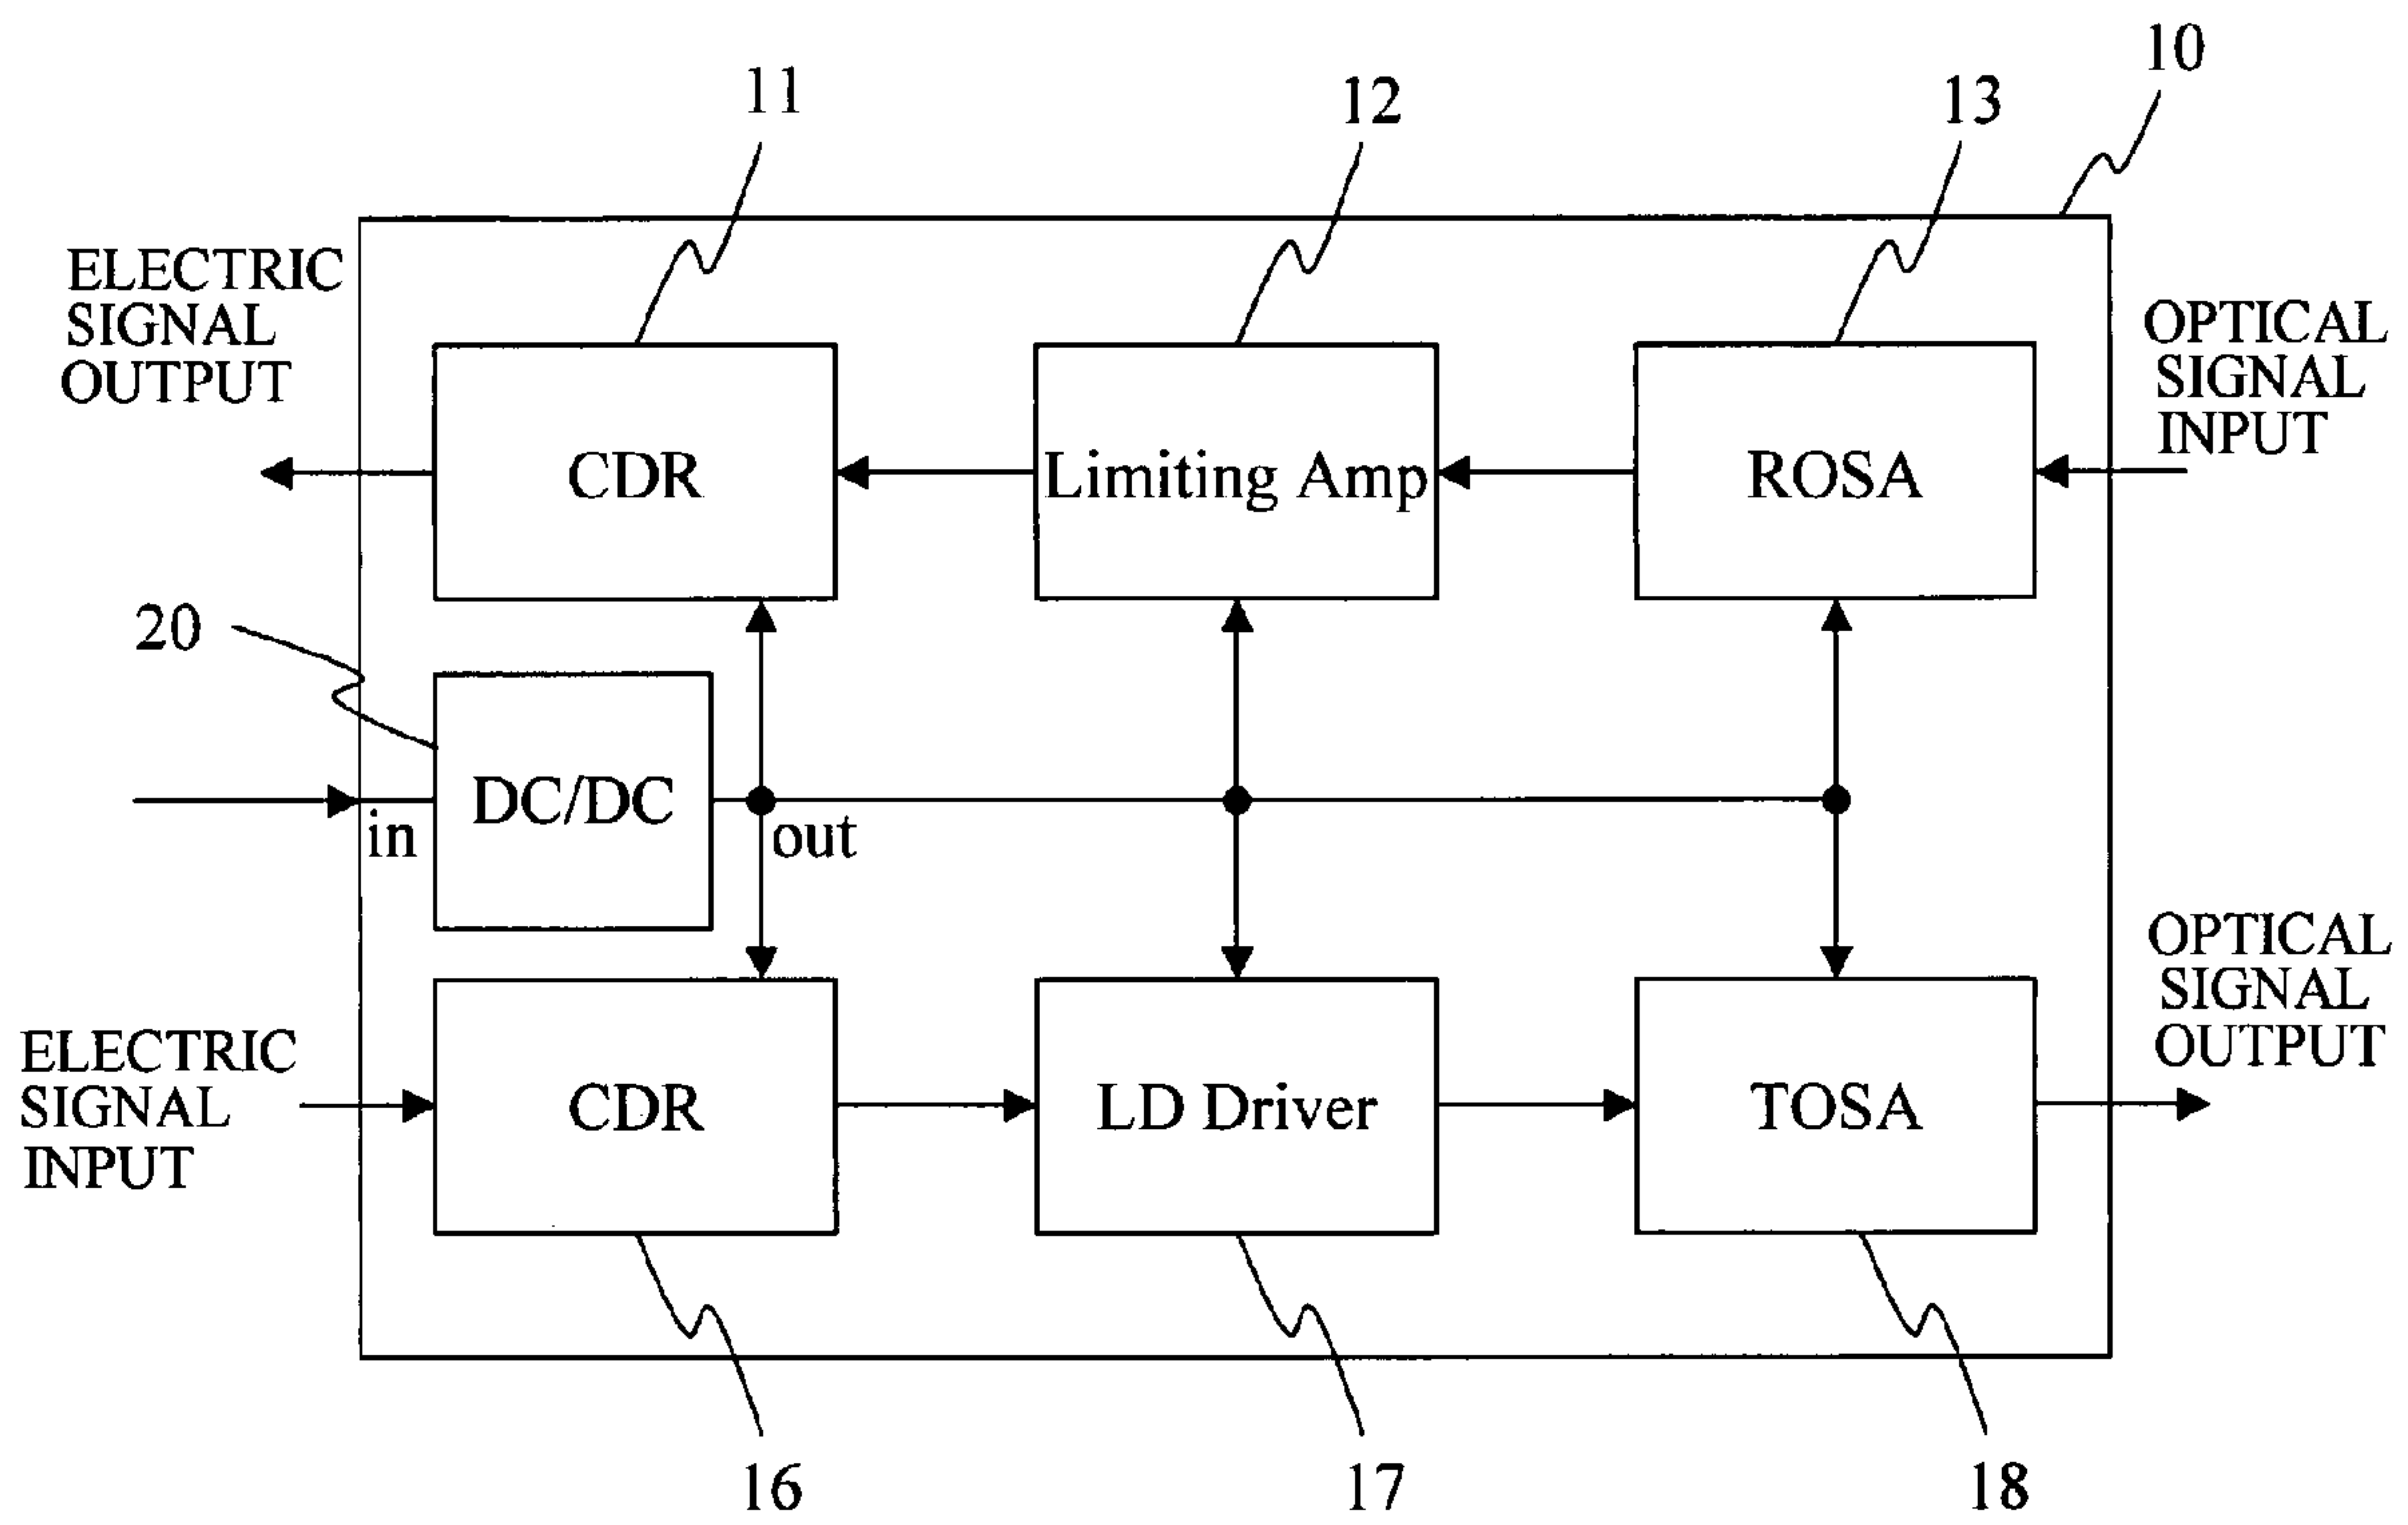 10
11
12
13
ELECTRIC
SIGNAL
OUTPUT
OPTICAL
SIGNAL
INPUT
CDR
Limiting Amp
ROSA
20
DC/DC
in
out
OPTICAL
SIGNAL
OUTPUT
ELECTRIC
SIGNAL
INPUT
CDR
LD Driver
TOSA
16
17
18